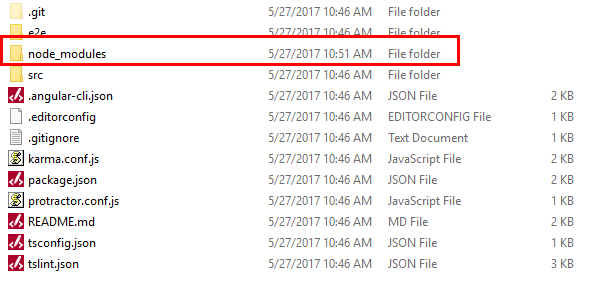 .git 5/27/2017 10:46 AM File folder
e2e 5/27/2017 10:46 AM File folder
node_modules 5/27/2017 10:51 AM File folder
src 5/27/2017 10:46 AM File folder
.angular-cli.json 5/27/2017 10:46 AM JSON File 2 KB
.editorconfig 5/27/2017 10:46 AM EDITORCONFIG File 1 KB
.gitignore 5/27/2017 10:46 AM Text Document 1 KB
karma.conf.js 5/27/2017 10:46 AM JavaScript File 2 KB
package.json 5/27/2017 10:46 AM JSON File 2 KB
protractor.conf.js 5/27/2017 10:46 AM JavaScript File 1 KB
README.md 5/27/2017 10:46 AM MD File 2 KB
tsconfig.json 5/27/2017 10:46 AM JSON File 1 KB
tslint.json 5/27/2017 10:46 AM JSON File 3 KB